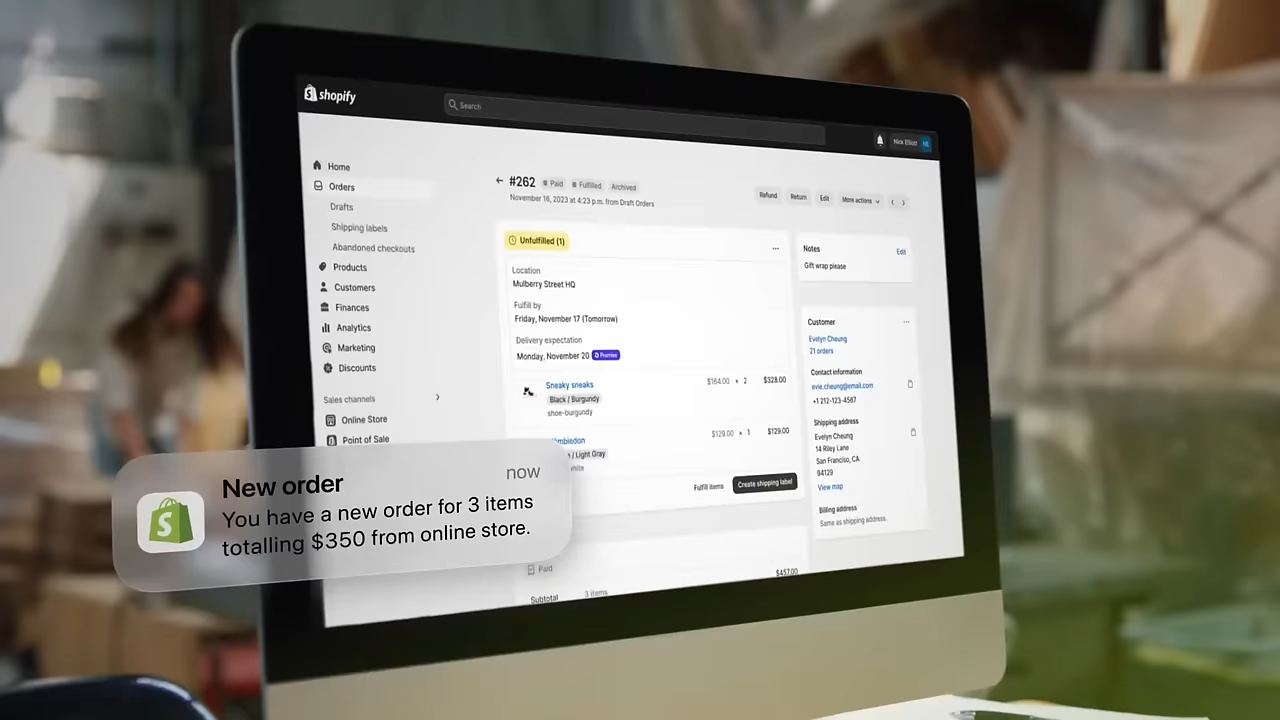 shopify
Search
Nick Elliott
Home
Orders
Drafts
Shipping labels
Abandoned checkouts
Products
Customers
Finances
Analytics
Marketing
Discounts
Sales channels
Online Store
Point of Sale
#262 Paid Fulfilled Archived
November 16, 2023 at 4:23 p.m. from Draft Orders
Refund Return Edit More actions
Unfulfilled (1)
Location
Mulberry Street HQ
Fulfill by
Friday, November 17 (Tomorrow)
Delivery expectation
Monday, November 20 Promise
Sneaky sneaks $164.00 × 2 $328.00
Black / Burgundy
shoe-burgundy
$129.00 × 1 $129.00
/ Light Gray
Fulfill items Create shipping label
Paid
$457.00
Subtotal 3 items
Notes Edit
Gift wrap please
Customer
Evelyn Cheung
21 orders
Contact information
evie.cheung@email.com
+1 212-123-4567
Shipping address
Evelyn Cheung
14 Riley Lane
San Franciso, CA
94129
View map
Billing address
Same as shipping address.
New order now
You have a new order for 3 items
totalling $350 from online store.